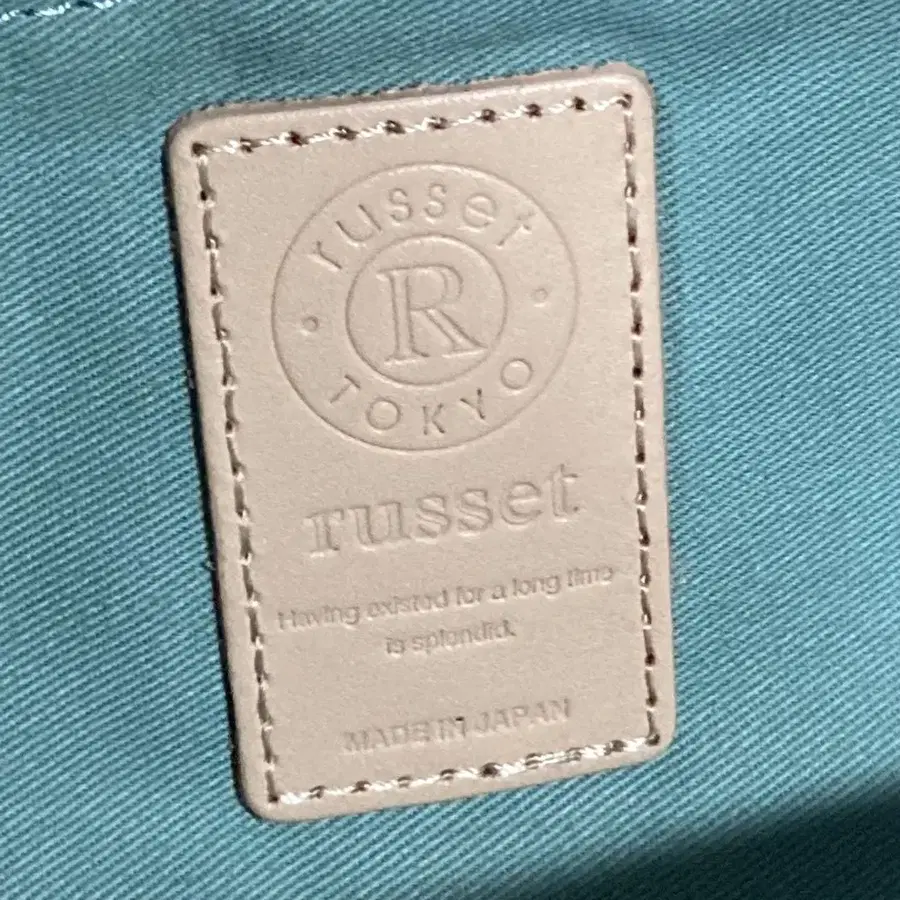 russet
R
TOKYO
russet
Having existed for a long time
is splendid.
MADE IN JAPAN